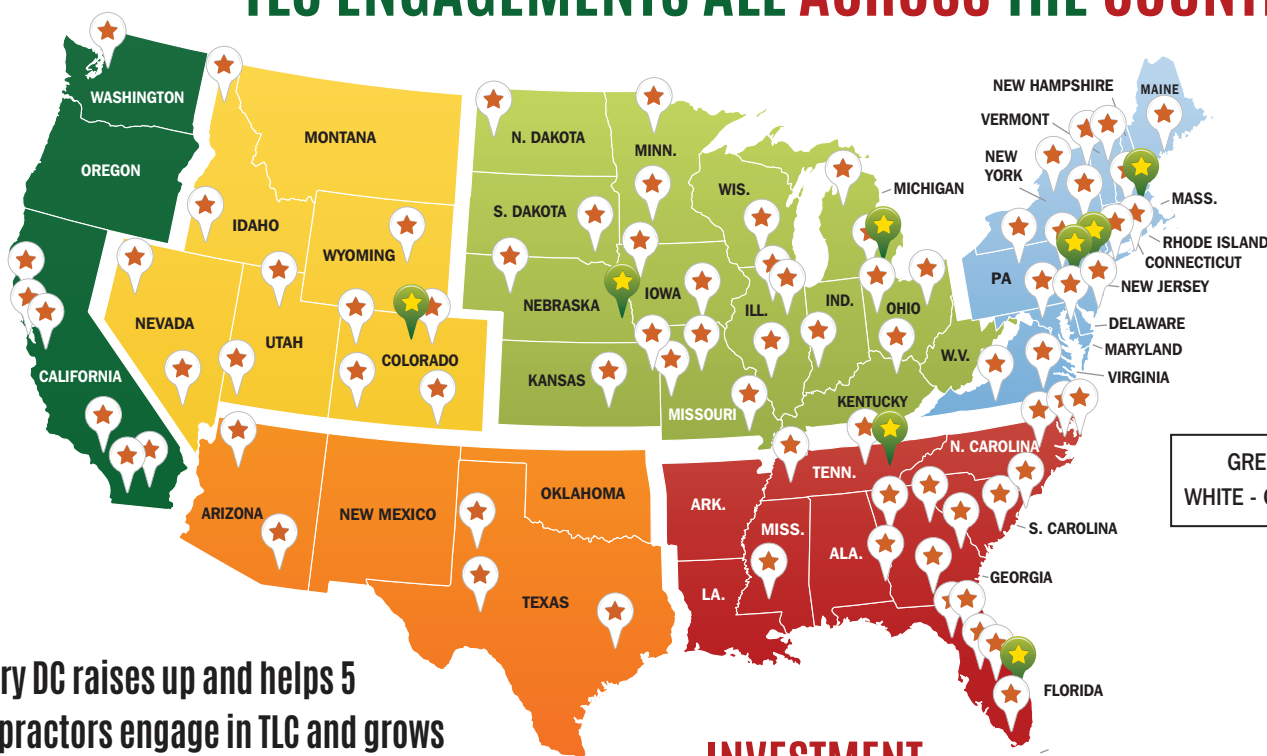 TLC ENGAGEMENTS ALL ACROSS THE
WASHINGTON
OREGON
CALIFORNIA
MONTANA
IDAHO
WYOMING
NEVADA
UTAH
COLORADO
ARIZONA
NEW MEXICO
OKLAHOMA
TEXAS
N. DAKOTA
S. DAKOTA
NEBRASKA
KANSAS
MINN.
IOWA
MISSOURI
WIS.
ILL.
IND.
OHIO
MICHIGAN
KENTUCKY
W.V.
ARK.
LA.
MISS.
ALA.
TENN.
N. CAROLINA
S. CAROLINA
GEORGIA
FLORIDA
MAINE
NEW HAMPSHIRE
VERMONT
NEW
YORK
MASS.
RHODE ISLAND
CONNECTICUT
PA
NEW JERSEY
DELAWARE
MARYLAND
VIRGINIA
GRE
WHITE -
ry DC raises up and helps 5
practors engage in TLC and grows
INVESTMENT